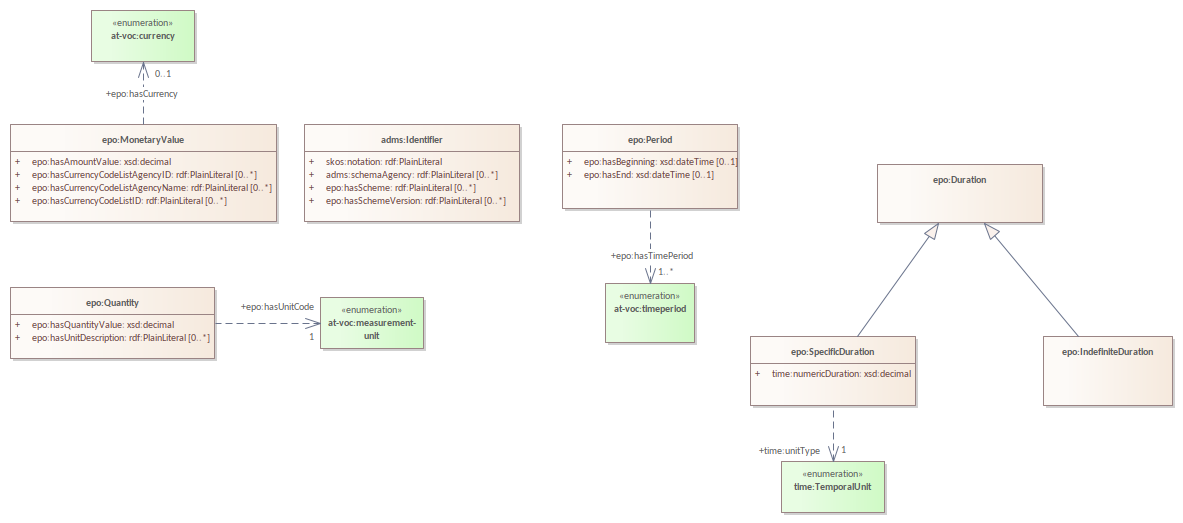 «enumeration»
at-voc:currency
0..1
+epo:hasCurrency
epo:MonetaryValue
+ epo:hasAmountValue: xsd:decimal
+ epo:hasCurrencyCodeListAgencyID: rdf:PlainLiteral [0..*]
+ epo:hasCurrencyCodeListAgencyName: rdf:PlainLiteral [0..*]
+ epo:hasCurrencyCodeListID: rdf:PlainLiteral [0..*]
adms:Identifier
+ skos:notation: rdf:PlainLiteral
+ adms:schemaAgency: rdf:PlainLiteral [0..*]
+ epo:hasScheme: rdf:PlainLiteral [0..*]
+ epo:hasSchemeVersion: rdf:PlainLiteral [0..*]
epo:Period
+ epo:hasBeginning: xsd:dateTime [0..1]
+ epo:hasEnd: xsd:dateTime [0..1]
+epo:hasTimePeriod
1..*
«enumeration»
at-voc:timeperiod
epo:Duration
epo:Quantity
+ epo:hasQuantityValue: xsd:decimal
+ epo:hasUnitDescription: rdf:PlainLiteral [0..*]
+epo:hasUnitCode
1
«enumeration»
at-voc:measurement-
unit
epo:SpecificDuration
+ time:numericDuration: xsd:decimal
epo:IndefiniteDuration
+time:unitType
1
«enumeration»
time:TemporalUnit